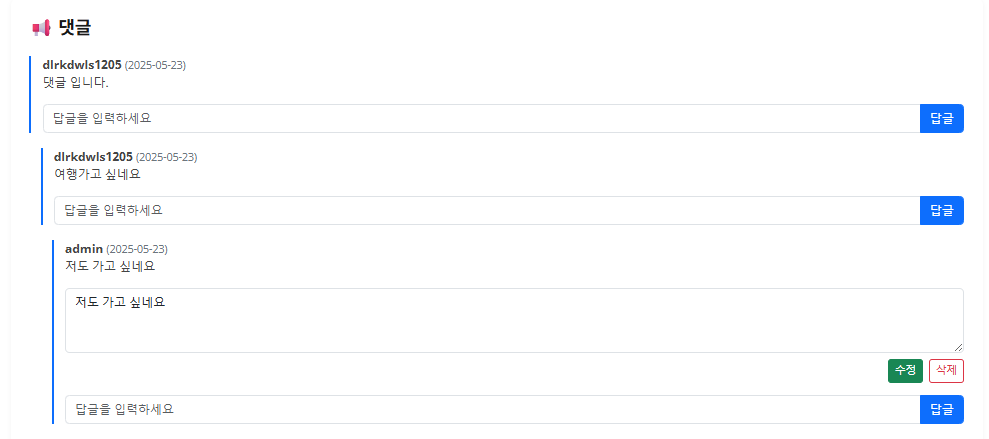 댓글
dlrkdwls1205 (2025-05-23)
댓글 입니다.
답글을 입력하세요 답글
dlrkdwls1205 (2025-05-23)
여행가고 싶네요
답글을 입력하세요 답글
admin (2025-05-23)
저도 가고 싶네요
저도 가고 싶네요
수정 삭제
답글을 입력하세요 답글